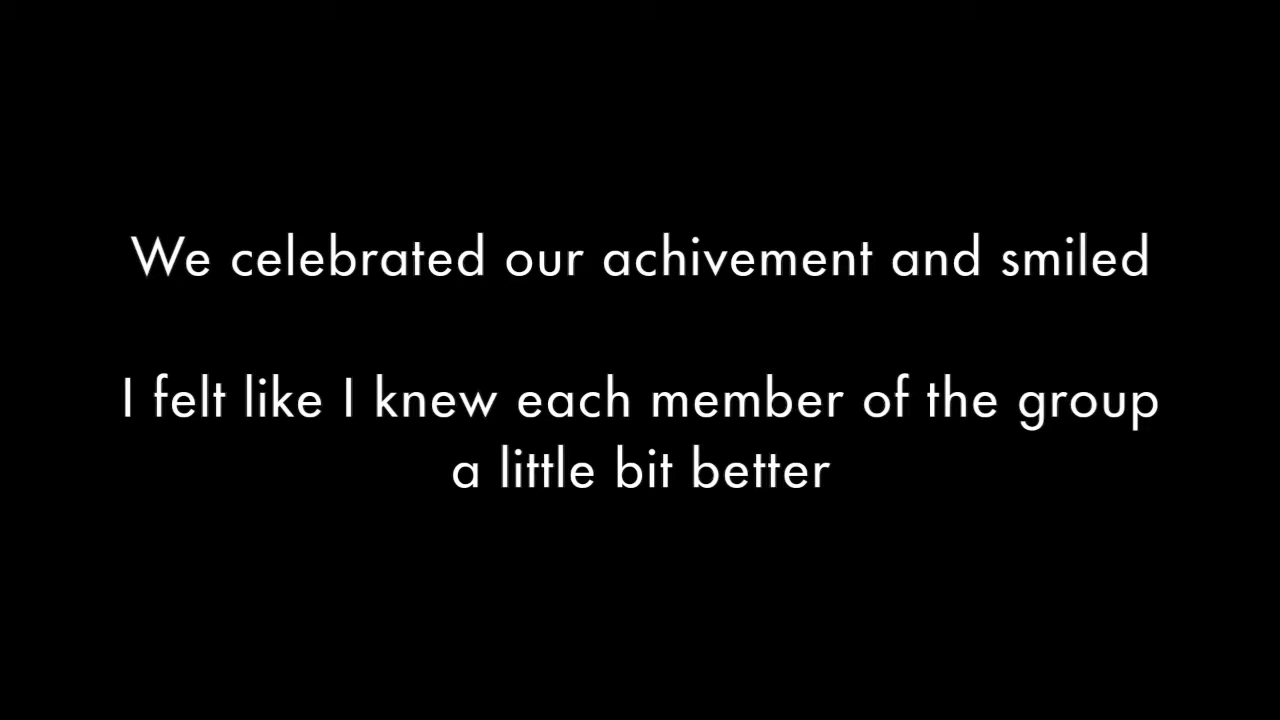 We celebrated our achivement and smiled
I felt like I knew each member of the group
a little bit better